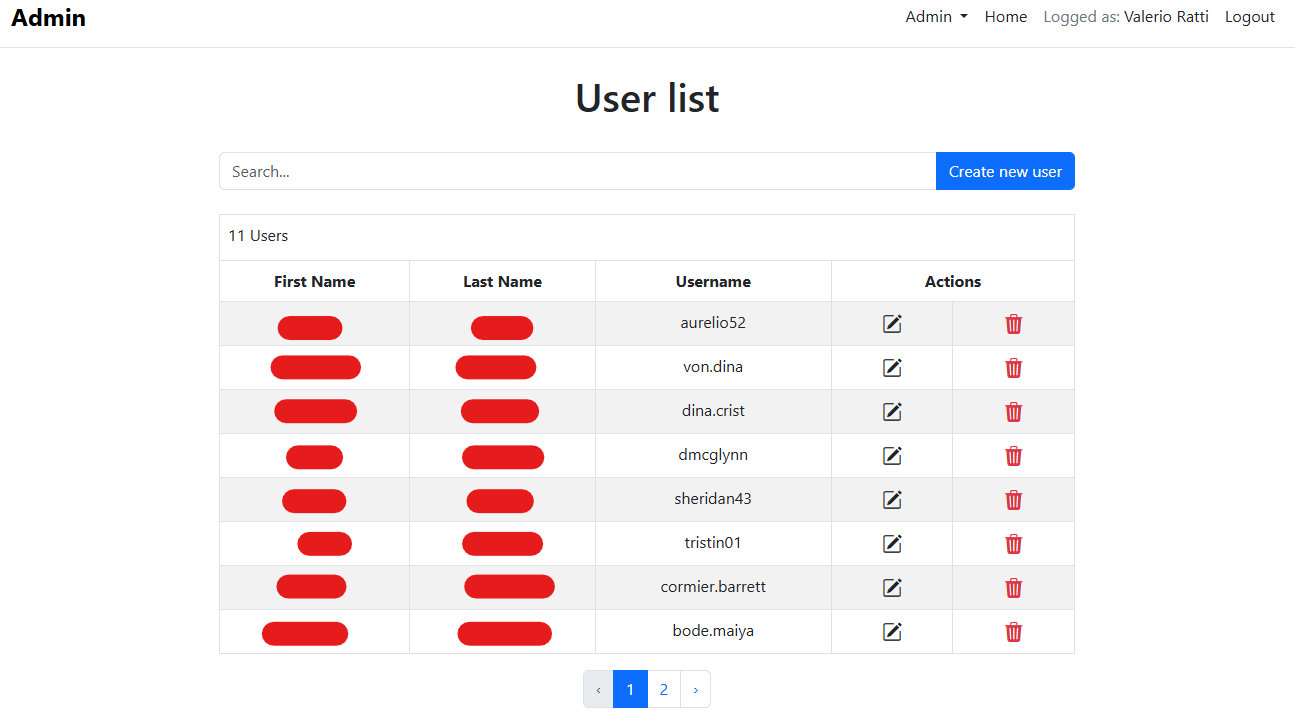 Admin Admin Home Logged as: Valerio Ratti Logout
User list
Search... Create new user
11 Users
First Name Last Name Username Actions
aurelio52
von.dina
dina.crist
dmcglynn
sheridan43
tristin01
cormier.barrett
bode.maiya
‹ 1 2 ›